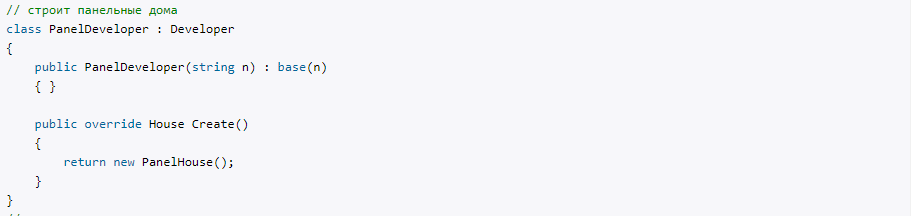 // строит панельные дома
class PanelDeveloper : Developer
{
    public PanelDeveloper(string n) : base(n)
    { }

    public override House Create()
    {
        return new PanelHouse();
    }
}
//